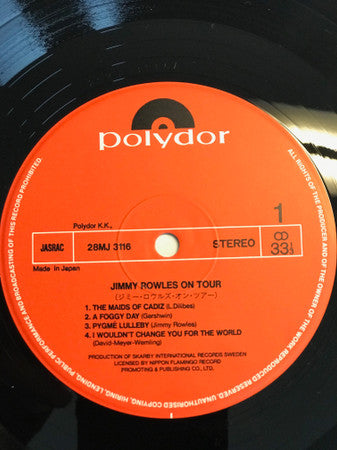 polydor
Polydor K.K.,
JASRAC 28MJ 3116 STEREO
1
33⅓
Made in Japan
JIMMY ROWLES ON TOUR
(ジミー・ロウルズ・オン・ツアー)
1. THE MAIDS OF CADIZ (L.Dilibes)
2. A FOGGY DAY (Gershwin)
3. PYGMÉ LULLEBY (Jimmy Rowles)
4. I WOULDN'T CHANGE YOU FOR THE WORLD
(David-Meyer-Wemling)
PRODUCTION OF SKARBY INTERNATIONAL RECORDS SWEDEN
LICENSED BY NIPPON FLAMINGO RECORD
PROMOTING & PUBLISHING CO., LTD.
ALL RIGHTS OF THE PRODUCER AND OF THE OWNER OF THE WORK REPRODUCED RESERVED. UNAUTHORISED COPYING, HIRING, LENDING, PUBLIC PERFORMANCE AND BROADCASTING OF THIS RECORD PROHIBITED.